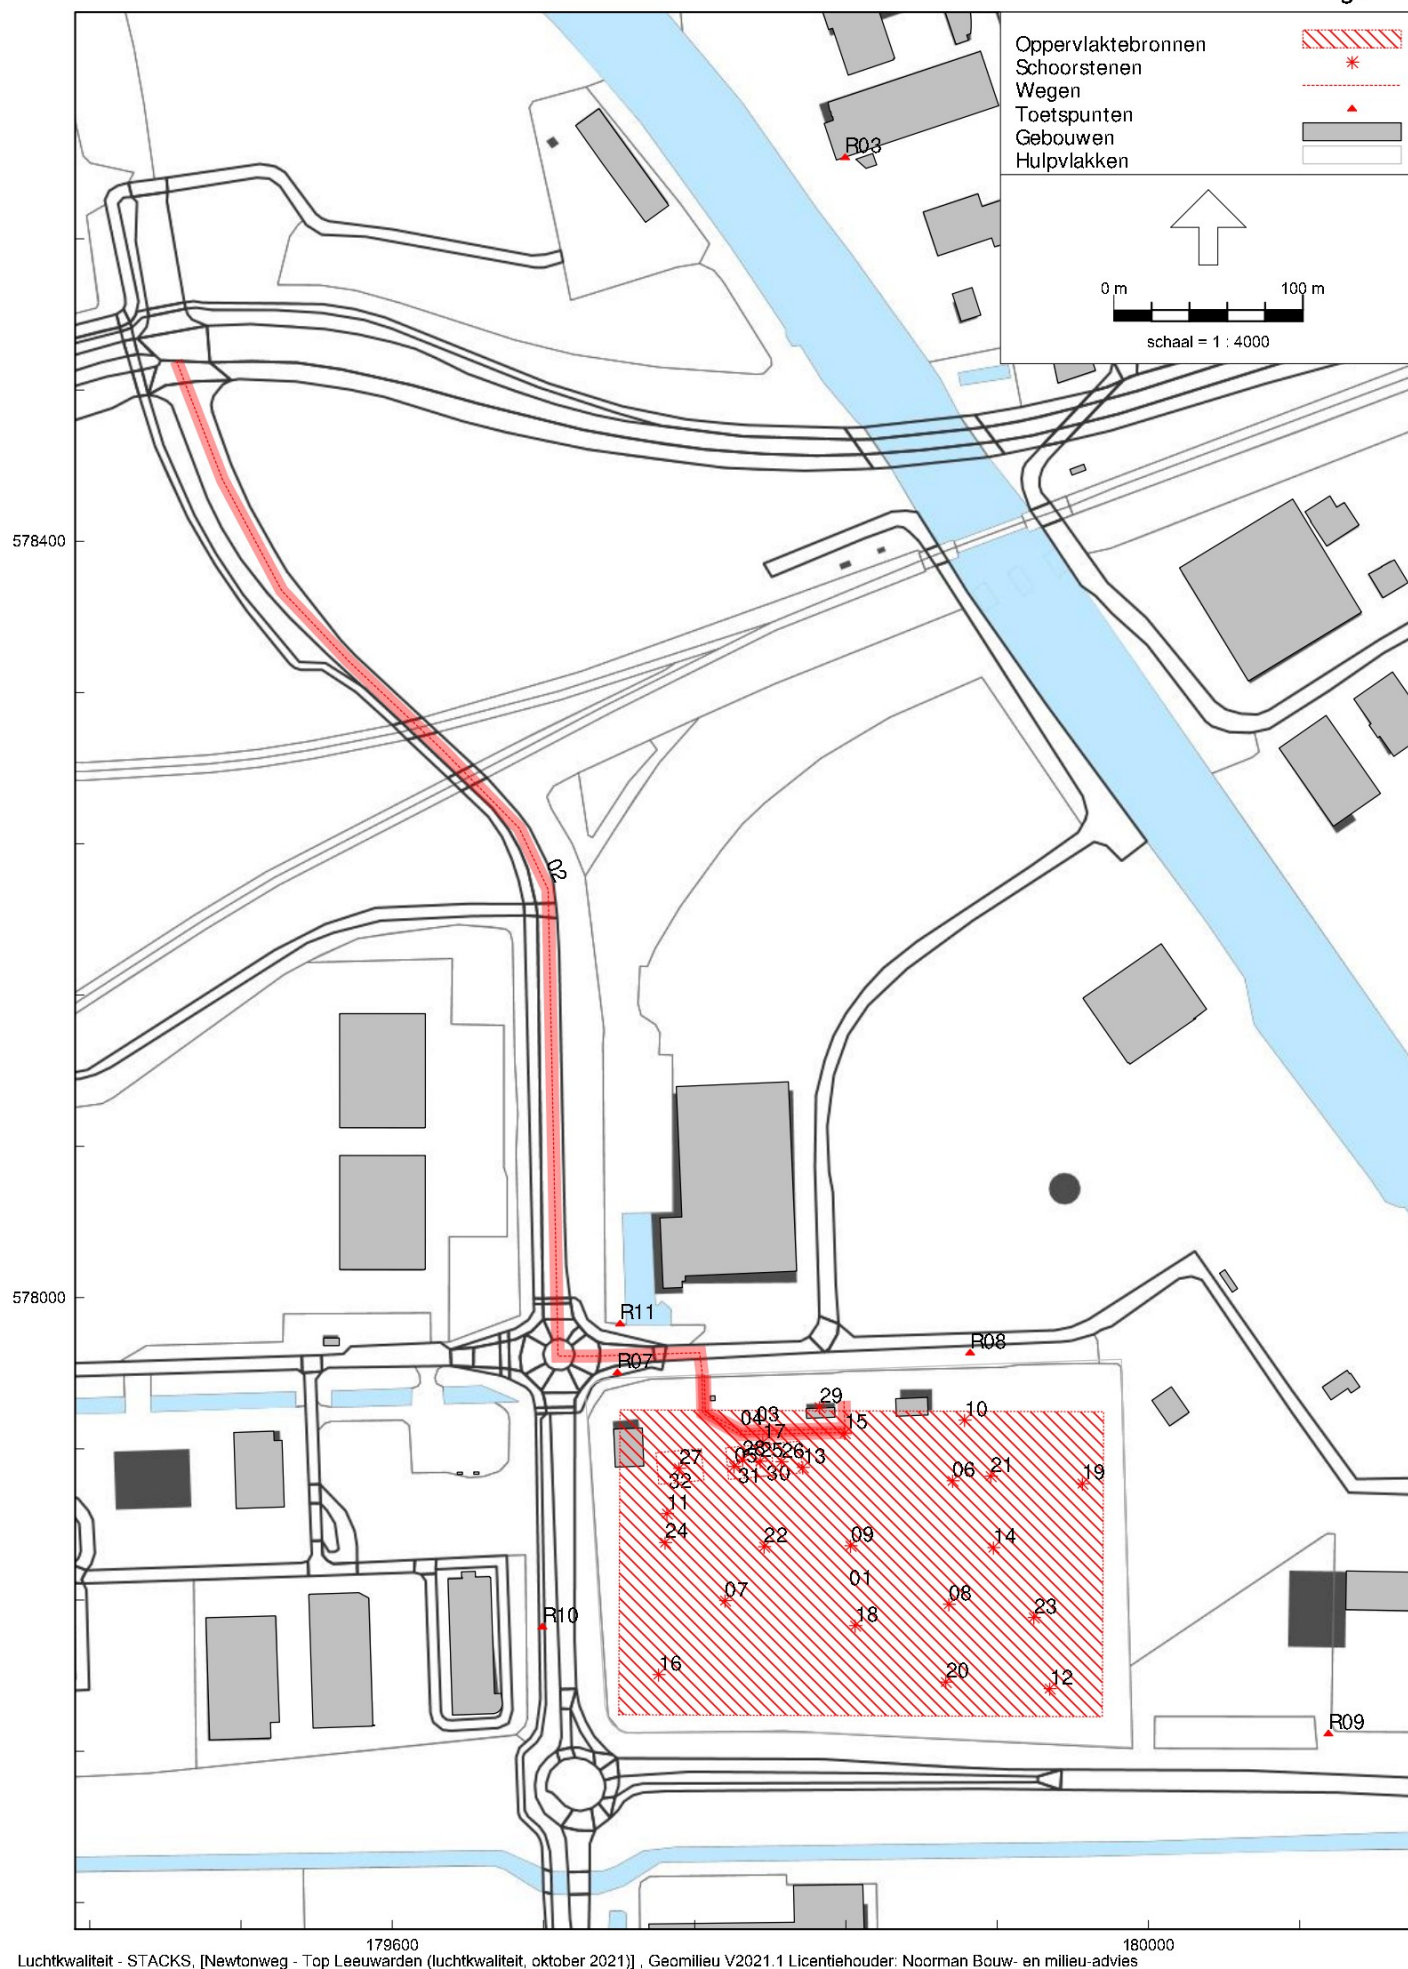 Oppervlaktebronnen
Schoorstenen
Wegen
Toetspunten
Gebouwen
Hulpvlakken
0 m 100 m
schaal = 1 : 4000
R03
578400
02
578000
R11
R07
R08
29
04 03
17
15
10
28 05 25 26 13
27
32
31 30
06 21 19
11
24 22 09 14
01
07 08
18 23
R10
16
20 12
R09
179600 180000
Luchtkwaliteit - STACKS, [Newtonweg - Top Leeuwarden (luchtkwaliteit, oktober 2021)] , Geomilieu V2021.1 Licentiehouder: Noorman Bouw- en milieu-advies